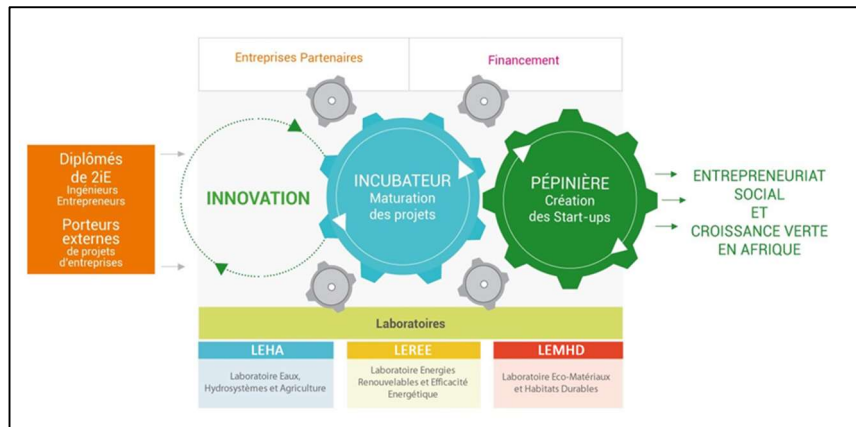 Entreprises Partenaires
Financement
Diplômés
de 2iE
Ingénieurs
Entrepreneurs
Porteurs
externes
de projets
d'entreprises
INNOVATION
INCUBATEUR
Maturation
des projets
PÉPINIÈRE
Création
des Start-ups
ENTREPRENEURIAT
SOCIAL
ET
CROISSANCE VERTE
EN AFRIQUE
Laboratoires
LEHA
Laboratoire Eaux,
Hydrosystèmes et Agriculture
LEREE
Laboratoire Energies
Renouvelables et Efficacité
Energétique
LEMHD
Laboratoire Eco-Matériaux
et Habitats Durables